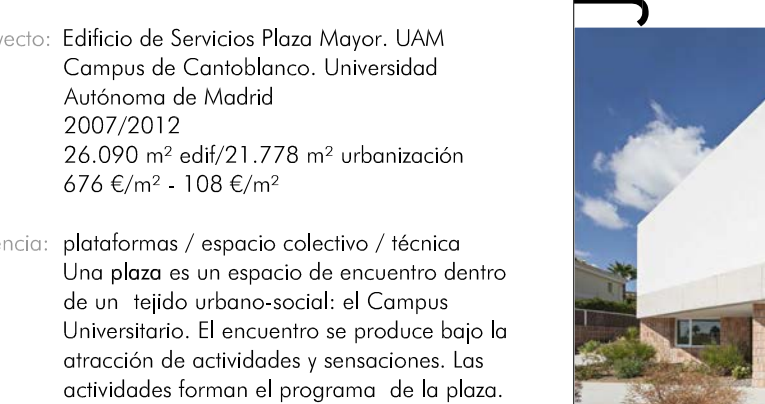 yecto: Edificio de Servicios Plaza Mayor. UAM
Campus de Cantoblanco. Universidad
Autónoma de Madrid
2007/2012
26.090 m² edif/21.778 m² urbanización
676 €/m² - 108 €/m²
encia: plataformas / espacio colectivo / técnica
Una plaza es un espacio de encuentro dentro
de un tejido urbano-social: el Campus
Universitario. El encuentro se produce bajo la
atracción de actividades y sensaciones. Las
actividades forman el programa de la plaza.